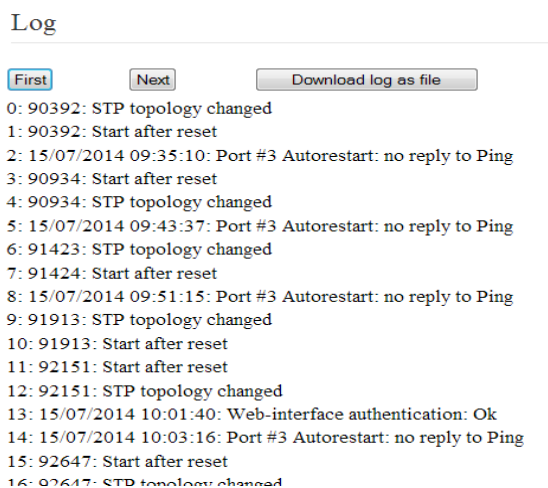 Log
First Next Download log as file
0: 90392: STP topology changed
1: 90392: Start after reset
2: 15/07/2014 09:35:10: Port #3 Autorestart: no reply to Ping
3: 90934: Start after reset
4: 90934: STP topology changed
5: 15/07/2014 09:43:37: Port #3 Autorestart: no reply to Ping
6: 91423: STP topology changed
7: 91424: Start after reset
8: 15/07/2014 09:51:15: Port #3 Autorestart: no reply to Ping
9: 91913: STP topology changed
10: 91913: Start after reset
11: 92151: Start after reset
12: 92151: STP topology changed
13: 15/07/2014 10:01:40: Web-interface authentication: Ok
14: 15/07/2014 10:03:16: Port #3 Autorestart: no reply to Ping
15: 92647: Start after reset
16: 92647: STP topology changed